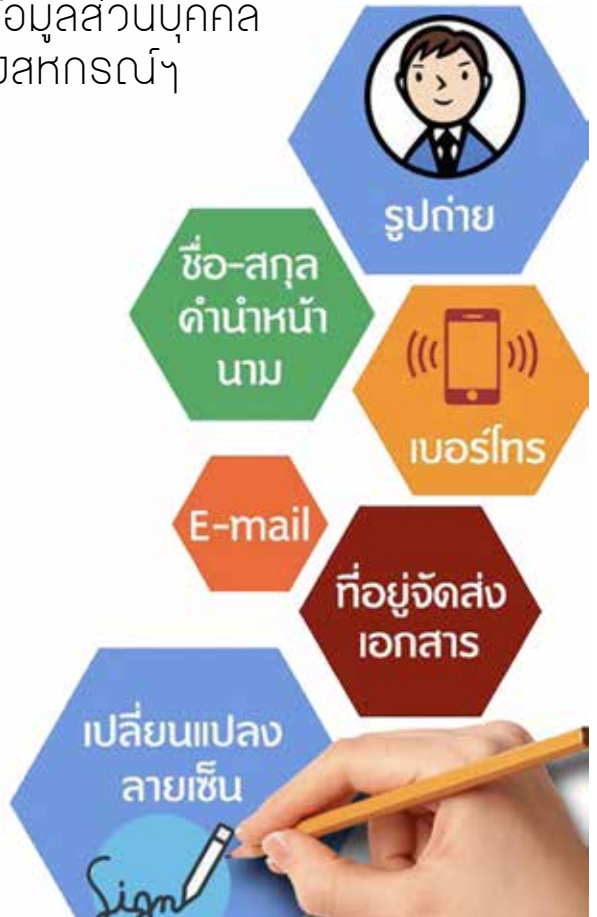 ข้อมูลส่วนบุคคล
งสหกรณ์ฯ
รูปถ่าย
ชื่อ-สกุล
คำนำหน้า
นาม
เบอร์โทร
E-mail
ที่อยู่จัดส่ง
เอกสาร
เปลี่ยนแปลง
ลายเซ็น
Sign